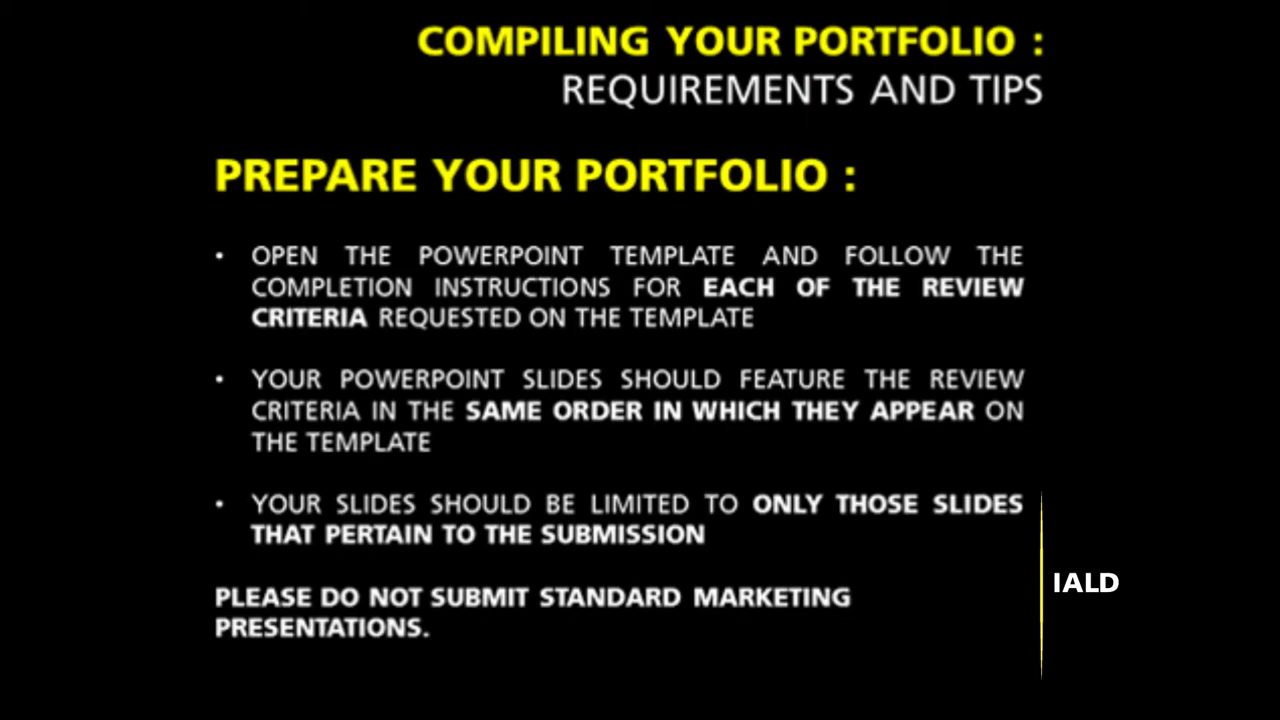 COMPILING YOUR PORTFOLIO :
REQUIREMENTS AND TIPS
PREPARE YOUR PORTFOLIO :
• OPEN THE POWERPOINT TEMPLATE AND FOLLOW THE
COMPLETION INSTRUCTIONS FOR EACH OF THE REVIEW
CRITERIA REQUESTED ON THE TEMPLATE
• YOUR POWERPOINT SLIDES SHOULD FEATURE THE REVIEW
CRITERIA IN THE SAME ORDER IN WHICH THEY APPEAR ON
THE TEMPLATE
• YOUR SLIDES SHOULD BE LIMITED TO ONLY THOSE SLIDES
THAT PERTAIN TO THE SUBMISSION
PLEASE DO NOT SUBMIT STANDARD MARKETING
PRESENTATIONS.
IALD